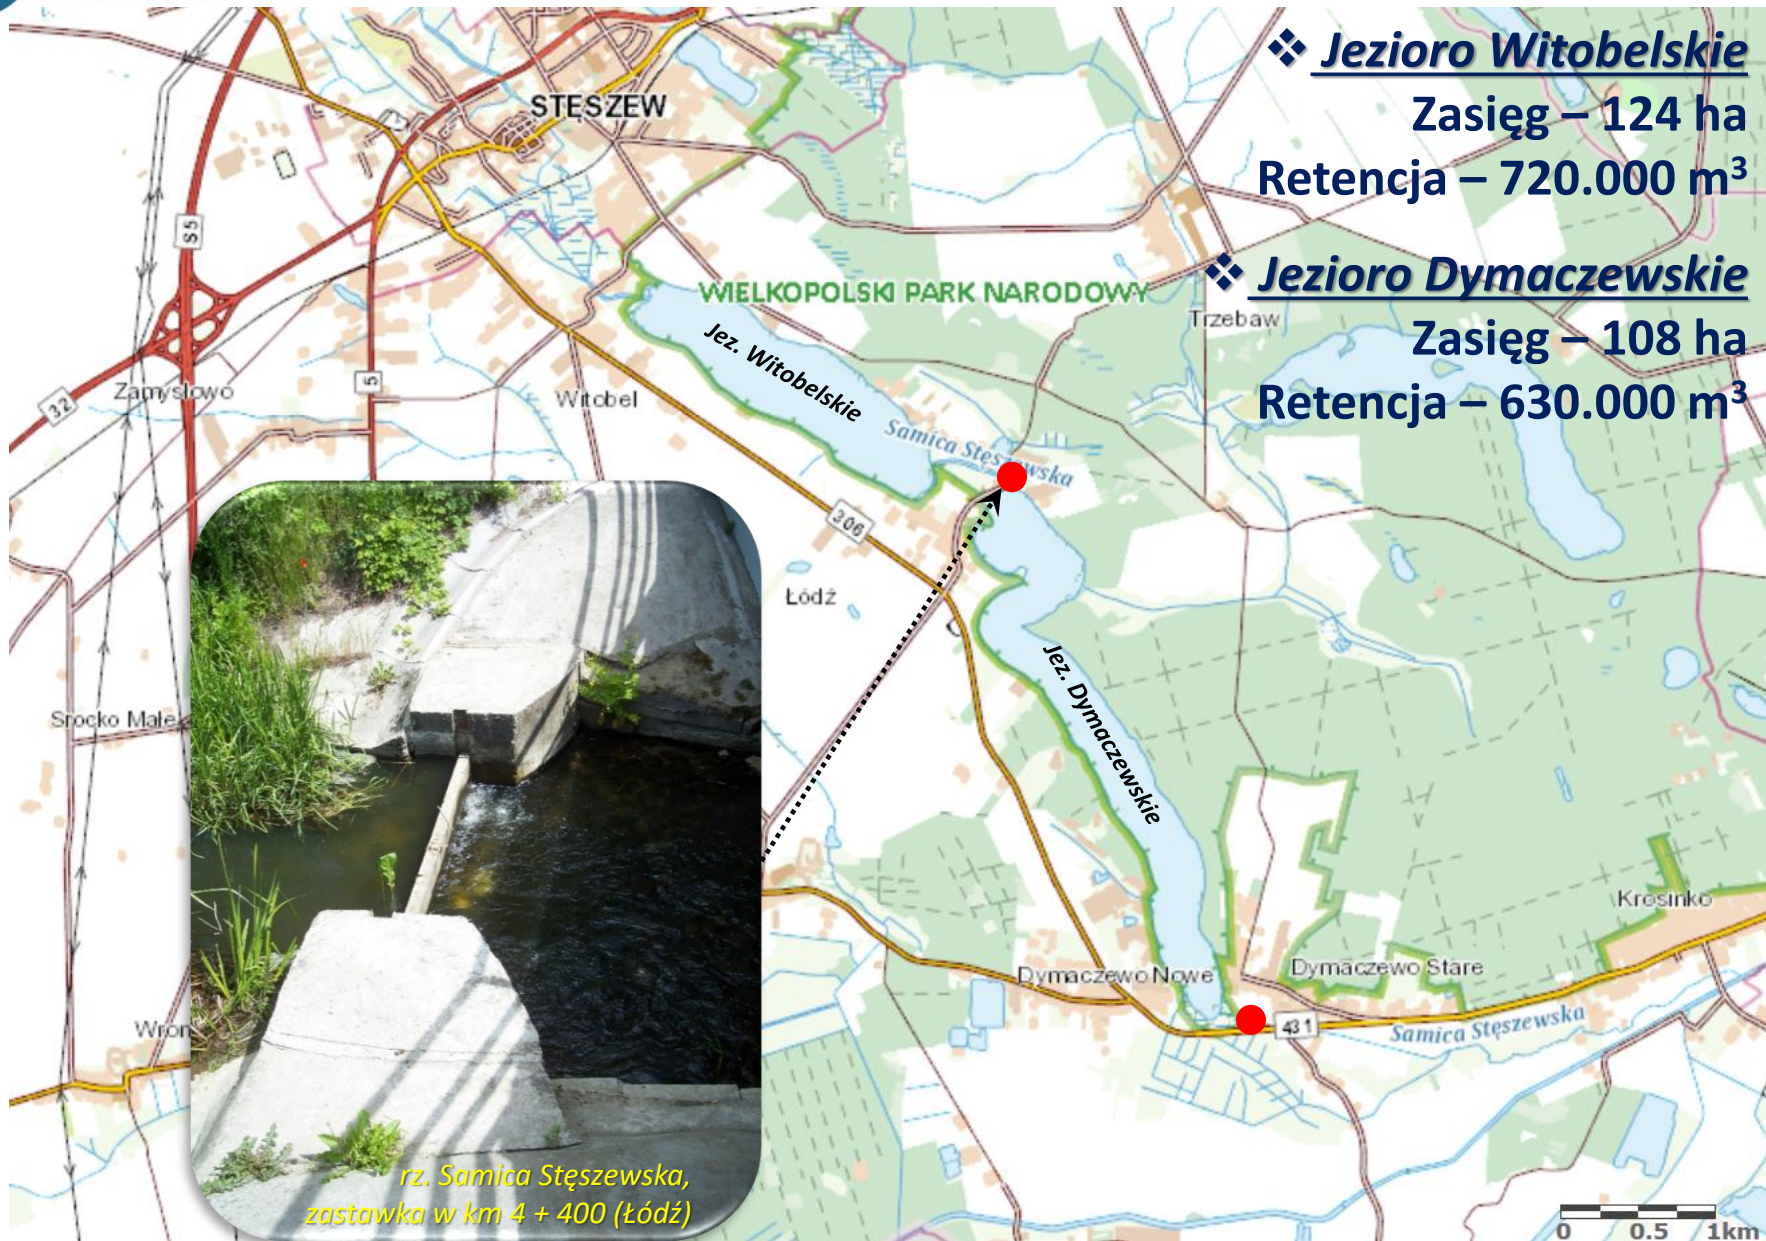 ❖ Jezioro Witobelskie
Zasięg – 124 ha
Retencja – 720.000 m³
❖ Jezioro Dymaczewskie
Zasięg – 108 ha
Retencja – 630.000 m³
STĘSZEW
S5
WIELKOPOLSKI PARK NARODOWY
Trzebaw
Jez. Witobelskie
5
32
Zamysłowo
Witobel
Samica Stęszewska
306
Łódź
Jez. Dymaczewskie
Srocko Małe
Krosinko
Dymaczewo Nowe
Dymaczewo Stare
431
Samica Stęszewska
rz. Samica Stęszewska,
zastawka w km 4 + 400 (Łódź)
0 0.5 1km